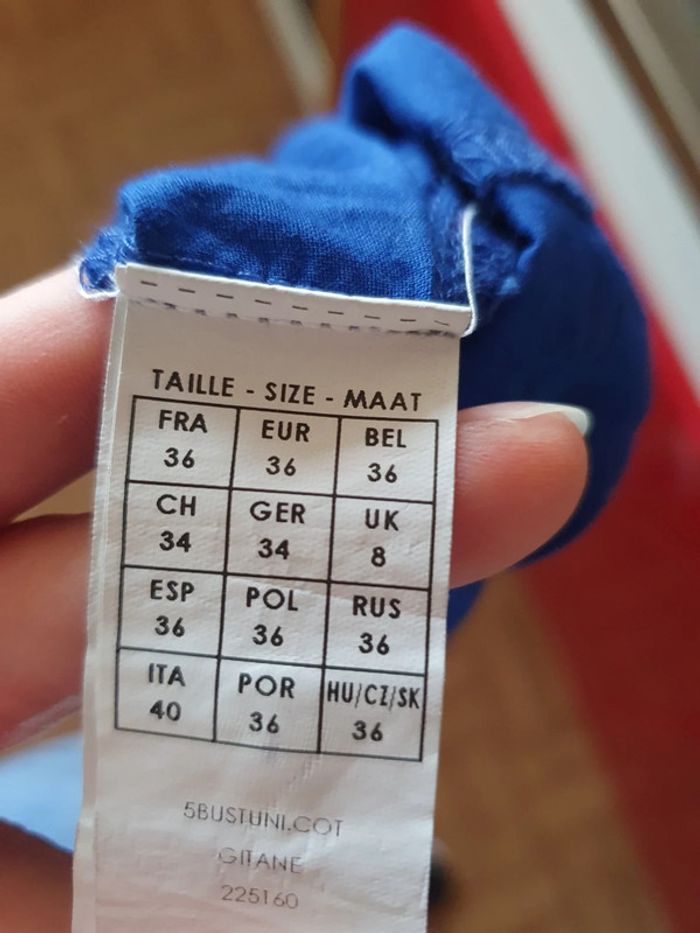 TAILLE - SIZE - MAAT
FRA EUR BEL
36 36 36
CH GER UK
34 34 8
ESP POL RUS
36 36 36
ITA POR HU/CZ/SK
40 36 36
5BUSTUNI.COT
GITANE
225160